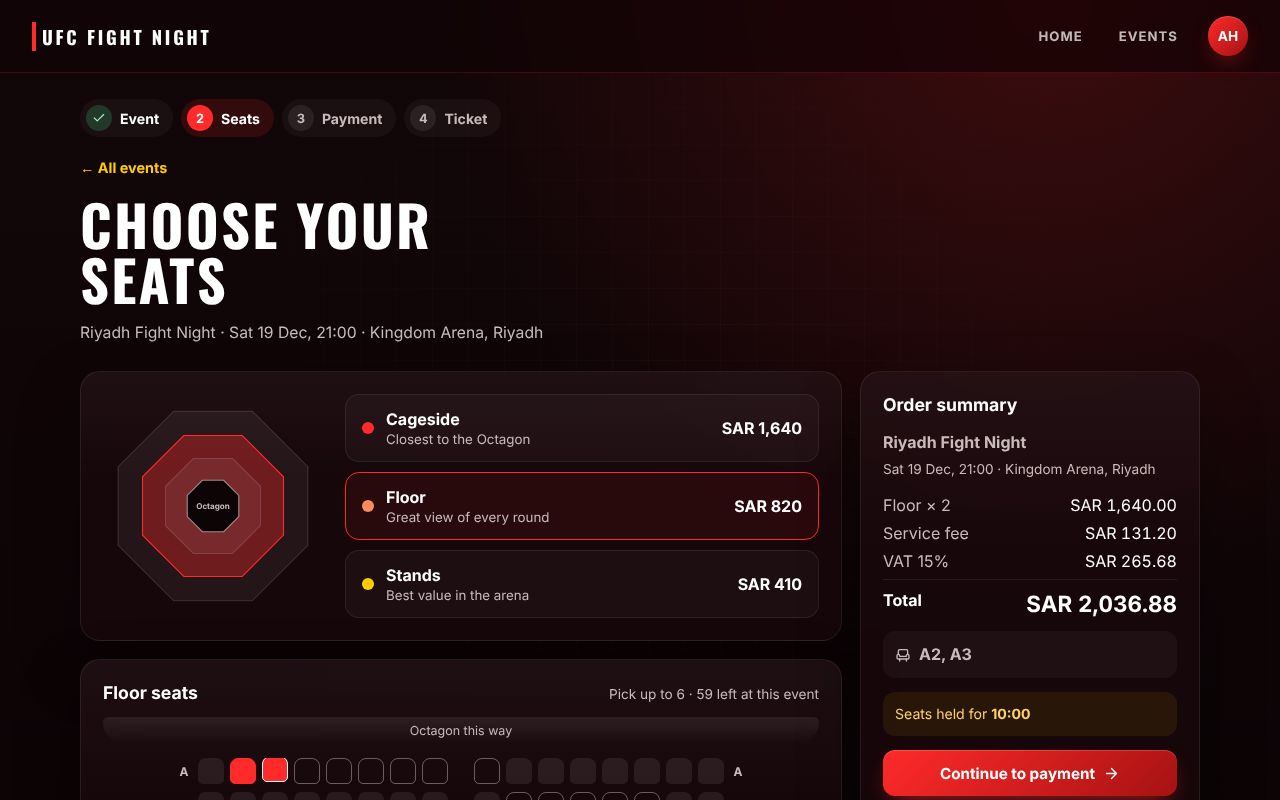 UFC FIGHT NIGHT
HOME
EVENTS
AH
Event
2 Seats
3 Payment
4 Ticket
← All events
CHOOSE YOUR
SEATS
Riyadh Fight Night · Sat 19 Dec, 21:00 · Kingdom Arena, Riyadh
Octagon
Cageside
Closest to the Octagon
SAR 1,640
Floor
Great view of every round
SAR 820
Stands
Best value in the arena
SAR 410
Floor seats
Pick up to 6 · 59 left at this event
Octagon this way
A
A
Order summary
Riyadh Fight Night
Sat 19 Dec, 21:00 · Kingdom Arena, Riyadh
Floor × 2 SAR 1,640.00
Service fee SAR 131.20
VAT 15% SAR 265.68
Total SAR 2,036.88
A2, A3
Seats held for 10:00
Continue to payment →